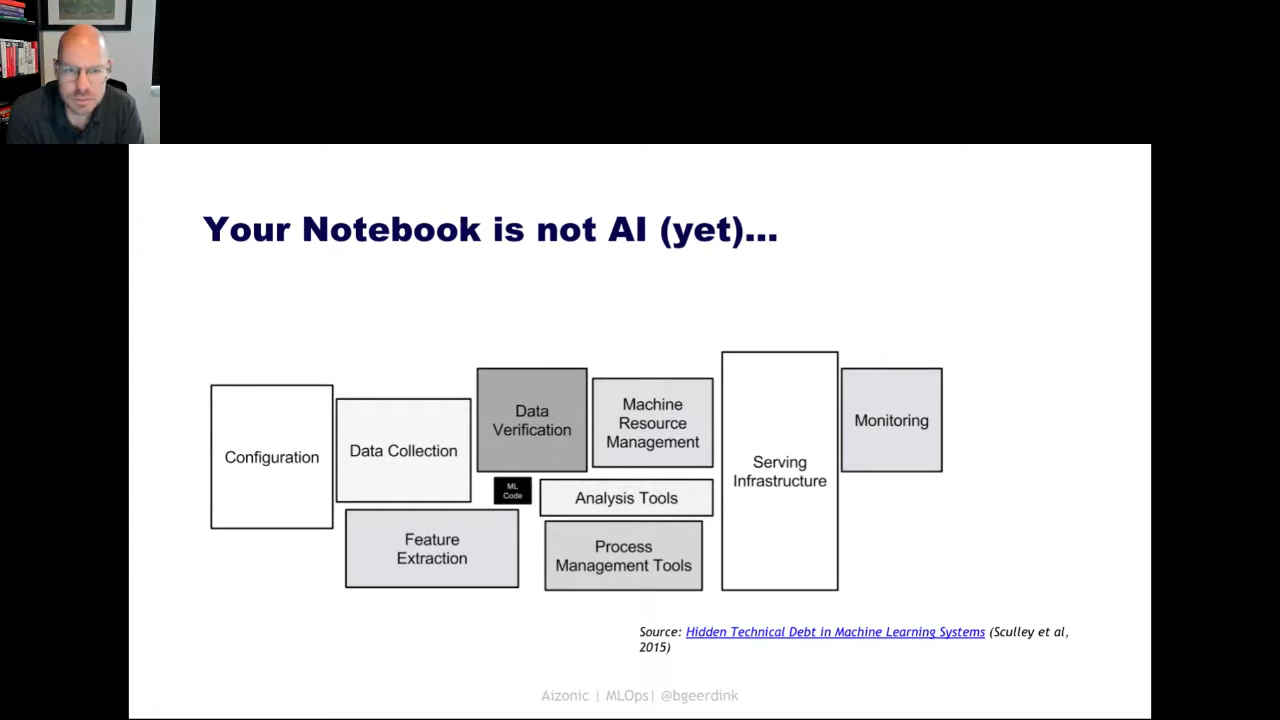 Your Notebook is not AI (yet)...
Configuration
Data Collection
Data
Verification
Machine
Resource
Management
Serving
Infrastructure
Monitoring
ML
Code
Analysis Tools
Feature
Extraction
Process
Management Tools
Source: Hidden Technical Debt in Machine Learning Systems (Sculley et al,
2015)
Aizonic | MLOps| @bgeerdink